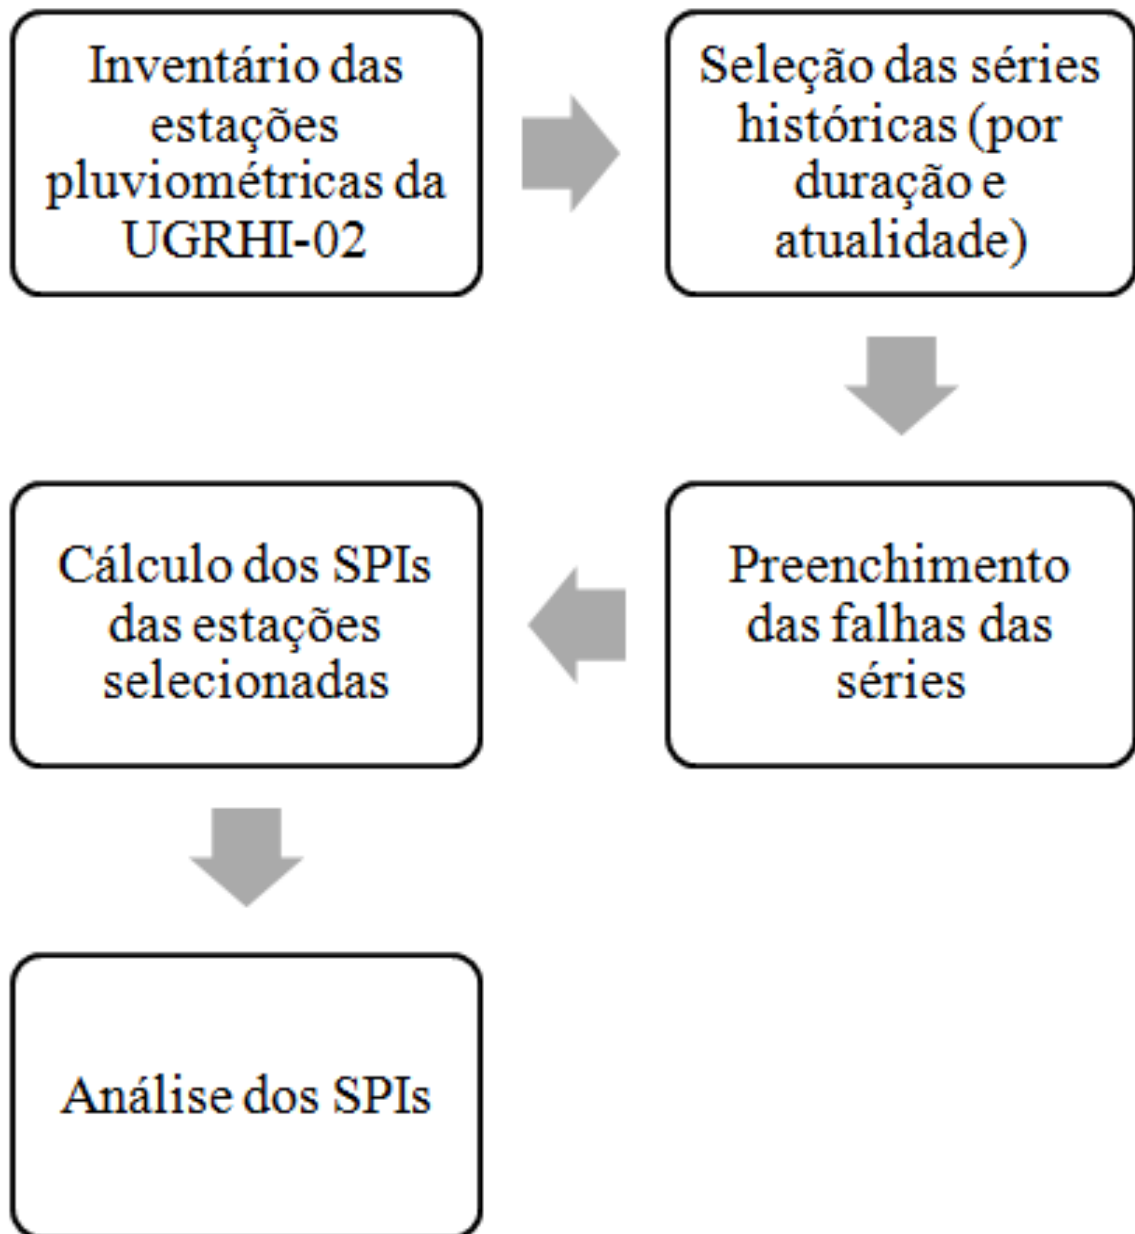 Inventário das
estações
pluviométricas da
UGRHI-02
Seleção das séries
históricas (por
duração e
atualidade)
Preenchimento
das falhas das
séries
Cálculo dos SPIs
das estações
selecionadas
Análise dos SPIs